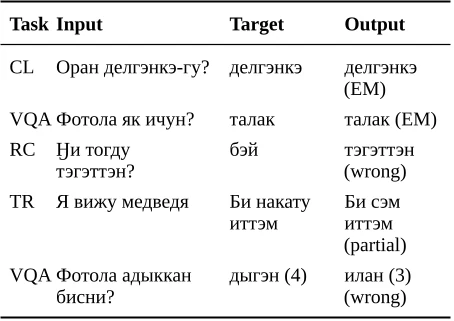 Task Input Target Output
CL Оран делгэнкэ-гу? делгэнкэ делгэнкэ
(EM)
VQA Фотола як ичун? талак талак (EM)
RC Ӈи тогду бэй тэгэттэн
тэгэттэн? (wrong)
TR Я вижу медведя Би накату Би сэм
иттэм иттэм
(partial)
VQA Фотола адыккан дыгэн (4) илан (3)
бисни? (wrong)